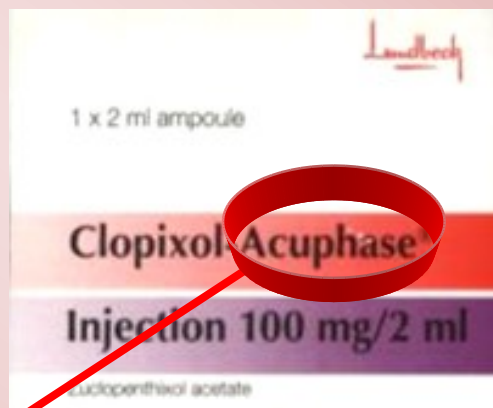 Lundbeck
1 x 2 ml ampoule
Clopixol-Acuphase®
Injection 100 mg/2 ml
Zuclopenthixol acetate